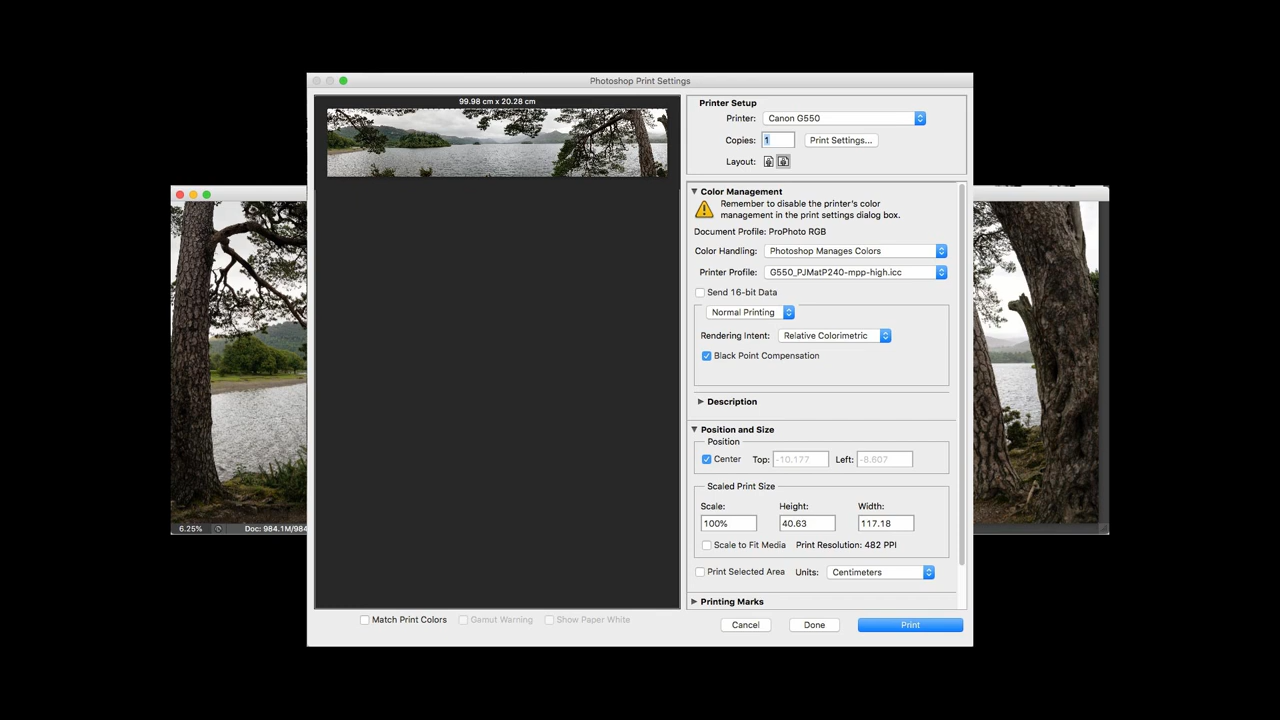 Photoshop Print Settings
99.98 cm x 20.28 cm
Printer Setup
Printer: Canon G550
Copies: 1 Print Settings...
Layout:
Color Management
Remember to disable the printer's color
management in the print settings dialog box.
Document Profile: ProPhoto RGB
Color Handling: Photoshop Manages Colors
Printer Profile: G550_PJMatP240-mpp-high.icc
Send 16-bit Data
Normal Printing
Rendering Intent: Relative Colorimetric
Black Point Compensation
Description
Position and Size
Position
Center Top: -10.177 Left: -8.607
Scaled Print Size
Scale: Height: Width:
100% 40.63 117.18
Scale to Fit Media Print Resolution: 482 PPI
Print Selected Area Units: Centimeters
Printing Marks
Match Print Colors Gamut Warning Show Paper White
Cancel Done Print
6.25% Doc: 984.1M/984